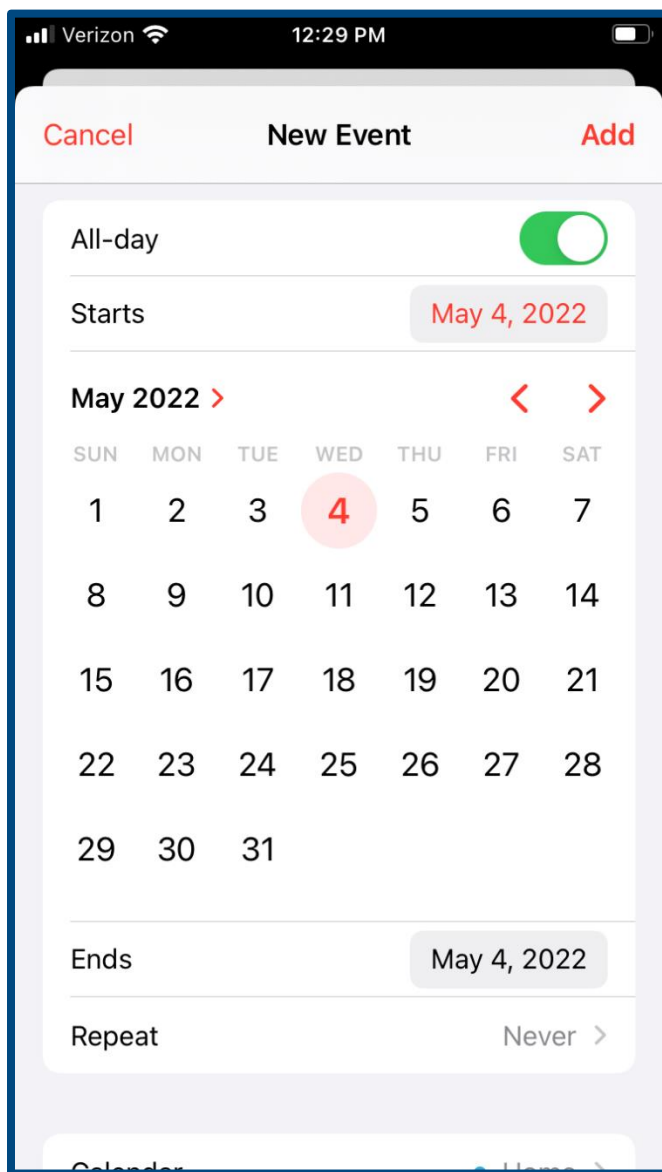 Verizon 12:29 PM
Cancel New Event Add
All-day
Starts May 4, 2022
May 2022 >
SUN MON TUE WED THU FRI SAT
1 2 3 4 5 6 7
8 9 10 11 12 13 14
15 16 17 18 19 20 21
22 23 24 25 26 27 28
29 30 31
Ends May 4, 2022
Repeat Never >
Calendar Home >